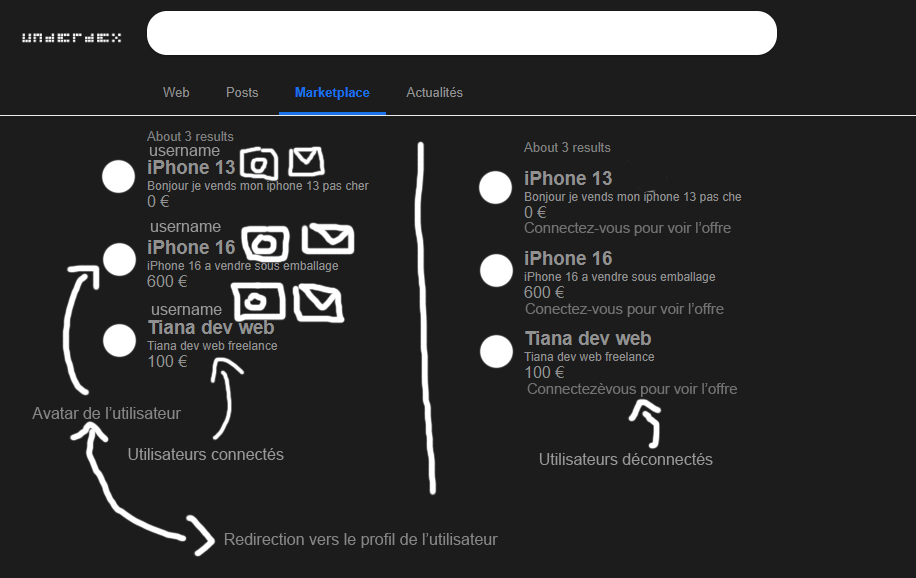 underdex
Web Posts Marketplace Actualités
About 3 results
username
iPhone 13
Bonjour je vends mon iphone 13 pas cher
0 €
username
iPhone 16
iPhone 16 a vendre sous emballage
600 €
username
Tiana dev web
Tiana dev web freelance
100 €
Avatar de l’utilisateur
Utilisateurs connectés
Redirection vers le profil de l’utilisateur
About 3 results
iPhone 13
Bonjour je vends mon iphone 13 pas che
0 €
Connectez-vous pour voir l’offre
iPhone 16
iPhone 16 a vendre sous emballage
600 €
Conectez-vous pour voir l’offre
Tiana dev web
Tiana dev web freelance
100 €
Connectezèvous pour voir l’offre
Utilisateurs déconnectés